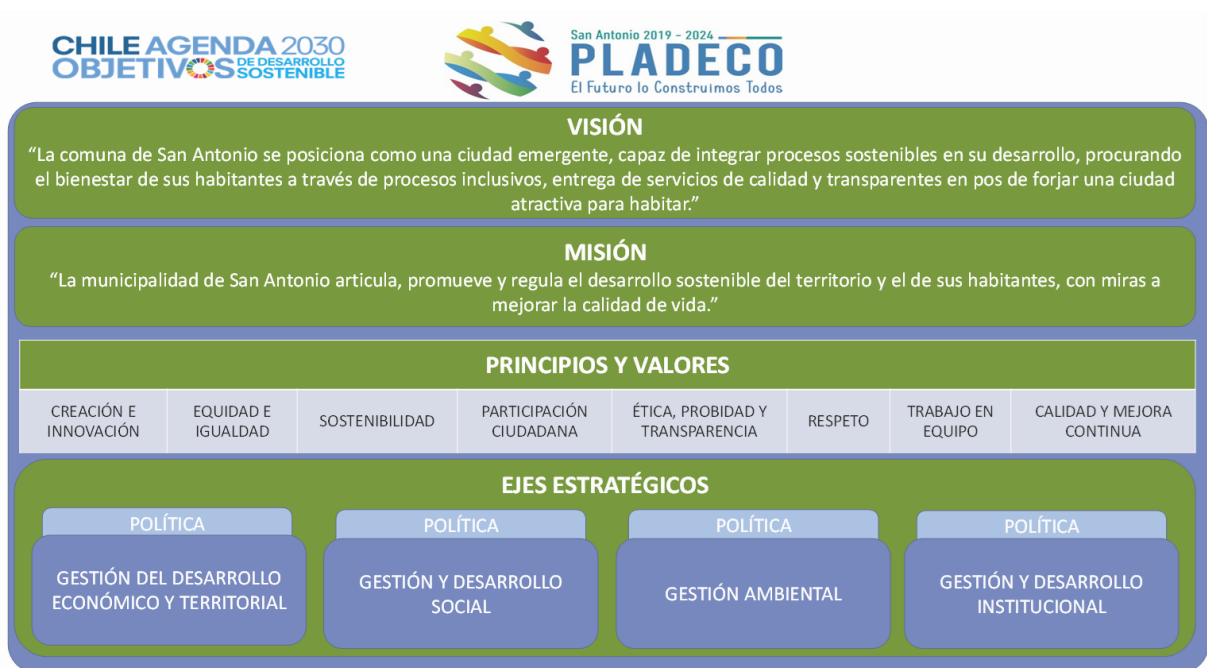 CHILE AGENDA 2030
OBJETIVOS DE DESARROLLO SOSTENIBLE
San Antonio 2019 - 2024
PLADECO
El Futuro lo Construimos Todos
VISIÓN
“La comuna de San Antonio se posiciona como una ciudad emergente, capaz de integrar procesos sostenibles en su desarrollo, procurando
el bienestar de sus habitantes a través de procesos inclusivos, entrega de servicios de calidad y transparentes en pos de forjar una ciudad
atractiva para habitar.”
MISIÓN
“La municipalidad de San Antonio articula, promueve y regula el desarrollo sostenible del territorio y el de sus habitantes, con miras a
mejorar la calidad de vida.”
PRINCIPIOS Y VALORES
CREACIÓN E
INNOVACIÓN
EQUIDAD E
IGUALDAD
SOSTENIBILIDAD
PARTICIPACIÓN
CIUDADANA
ÉTICA, PROBIDAD Y
TRANSPARENCIA
RESPETO
TRABAJO EN
EQUIPO
CALIDAD Y MEJORA
CONTINUA
EJES ESTRATÉGICOS
POLÍTICA
GESTIÓN DEL DESARROLLO
ECONÓMICO Y TERRITORIAL
POLÍTICA
GESTIÓN Y DESARROLLO
SOCIAL
POLÍTICA
GESTIÓN AMBIENTAL
POLÍTICA
GESTIÓN Y DESARROLLO
INSTITUCIONAL